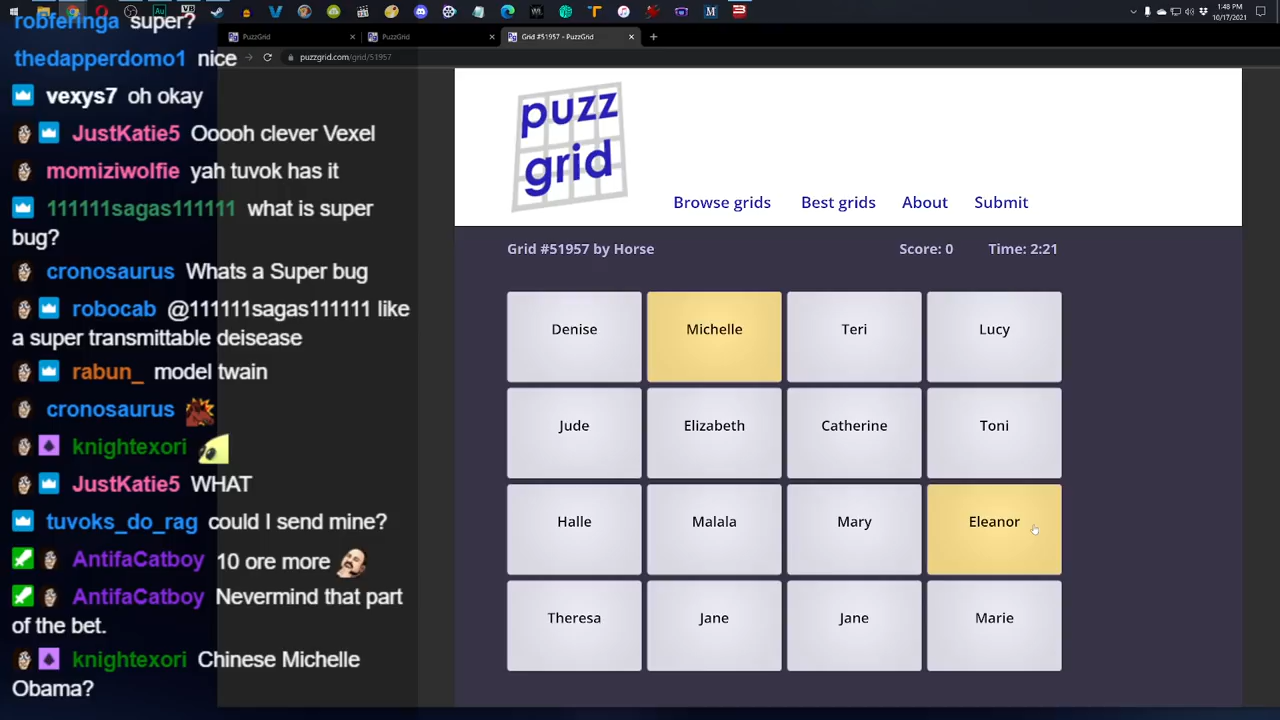 robferinga super?
thedapperdomo1 nice
vexys7 oh okay
JustKatie5 Ooooh clever Vexel
momiziwolfie yah tuvok has it
111111sagas111111 what is super
bug?
cronosaurus Whats a Super bug
robocab @111111sagas111111 like
a super transmittable deisease
rabun_ model twain
cronosaurus
knightexori
JustKatie5 WHAT
tuvoks_do_rag could I send mine?
AntifaCatboy 10 ore more
AntifaCatboy Nevermind that part
of the bet.
knightexori Chinese Michelle
Obama?
1:48 PM
10/17/2021
PuzzGrid
PuzzGrid
Grid #51957 - PuzzGrid
puzzgrid.com/grid/51957
puzz
grid
Browse grids Best grids About Submit
Grid #51957 by Horse Score: 0 Time: 2:21
Denise Michelle Teri Lucy
Jude Elizabeth Catherine Toni
Halle Malala Mary Eleanor
Theresa Jane Jane Marie